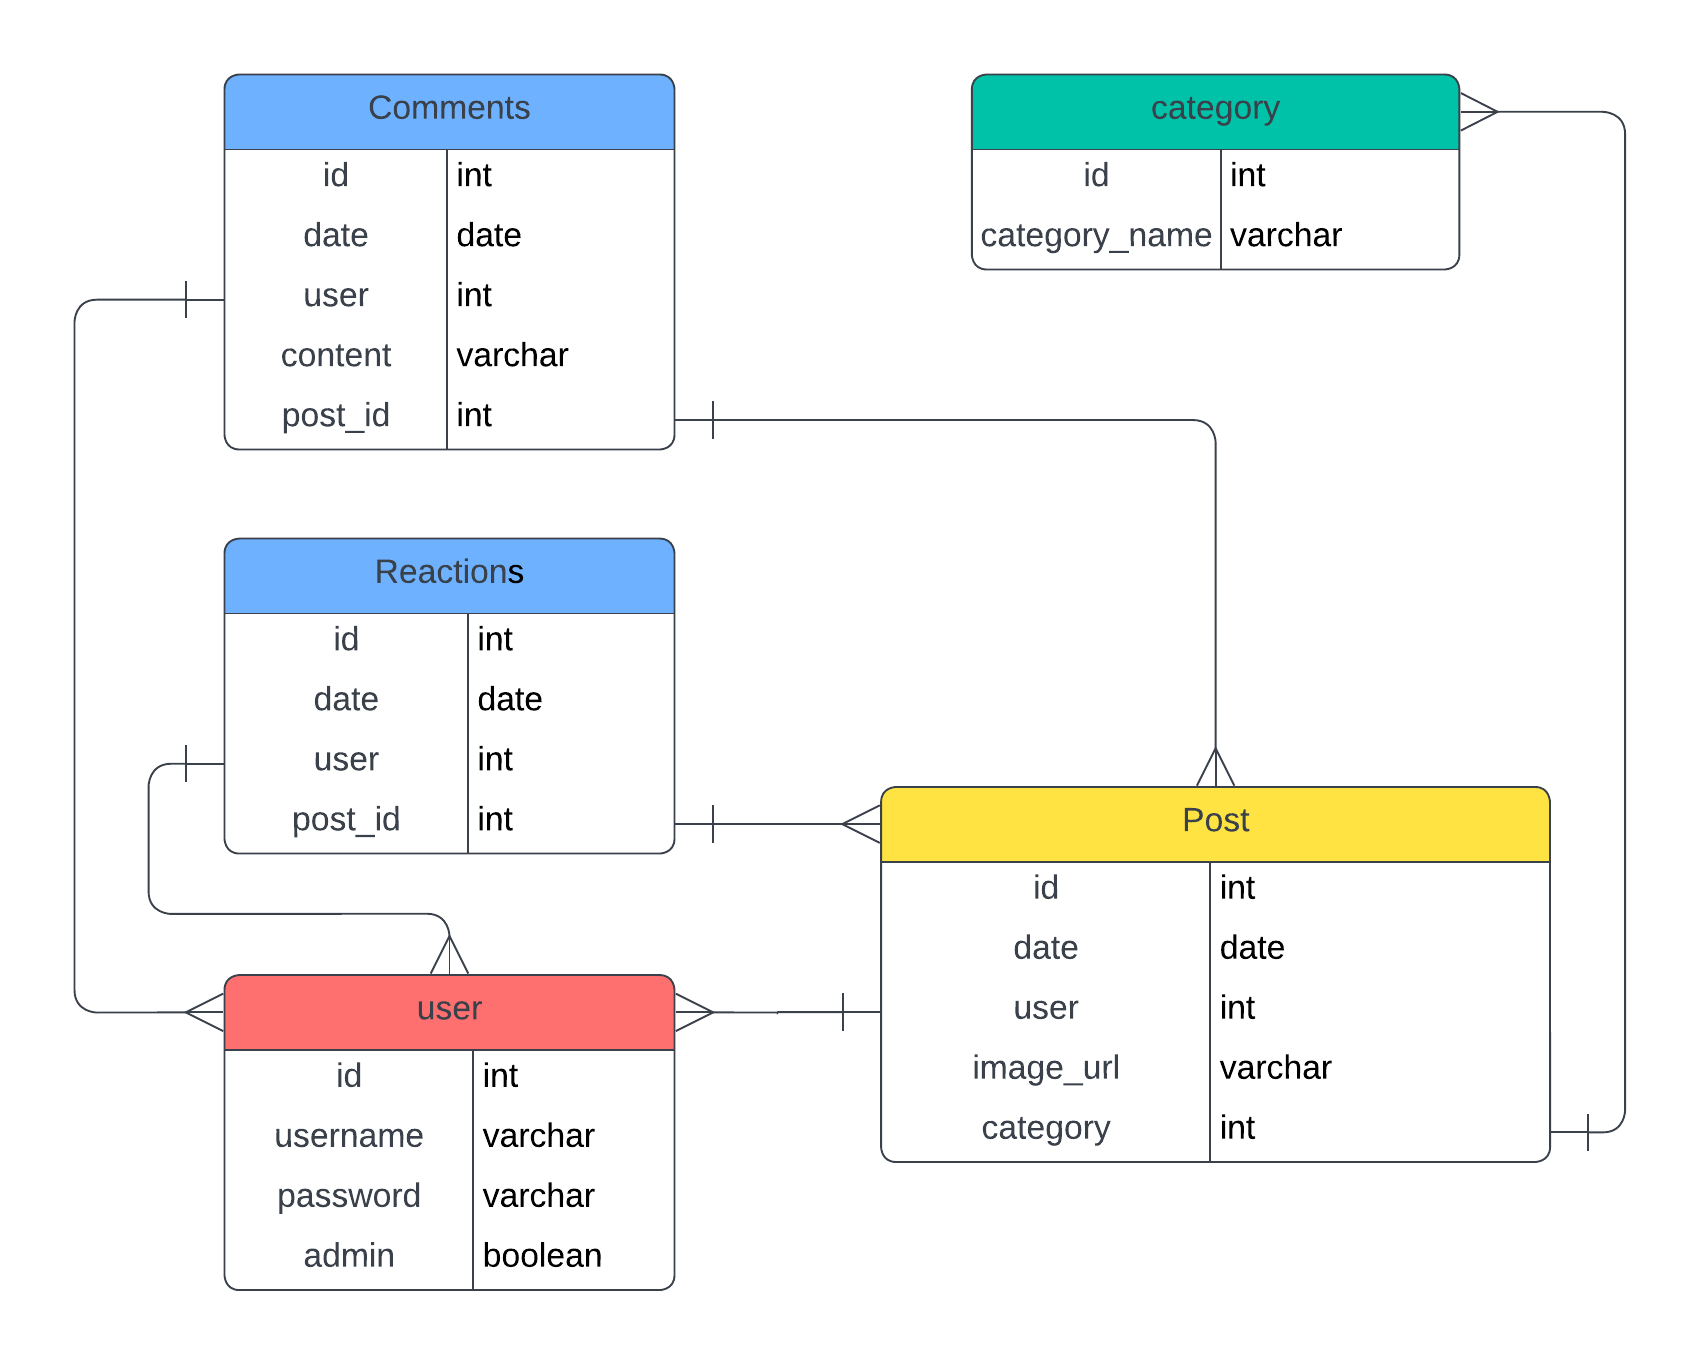 Comments
id int
date date
user int
content varchar
post_id int
category
id int
category_name varchar
Reactions
id int
date date
user int
post_id int
Post
id int
date date
user int
image_url varchar
category int
user
id int
username varchar
password varchar
admin boolean